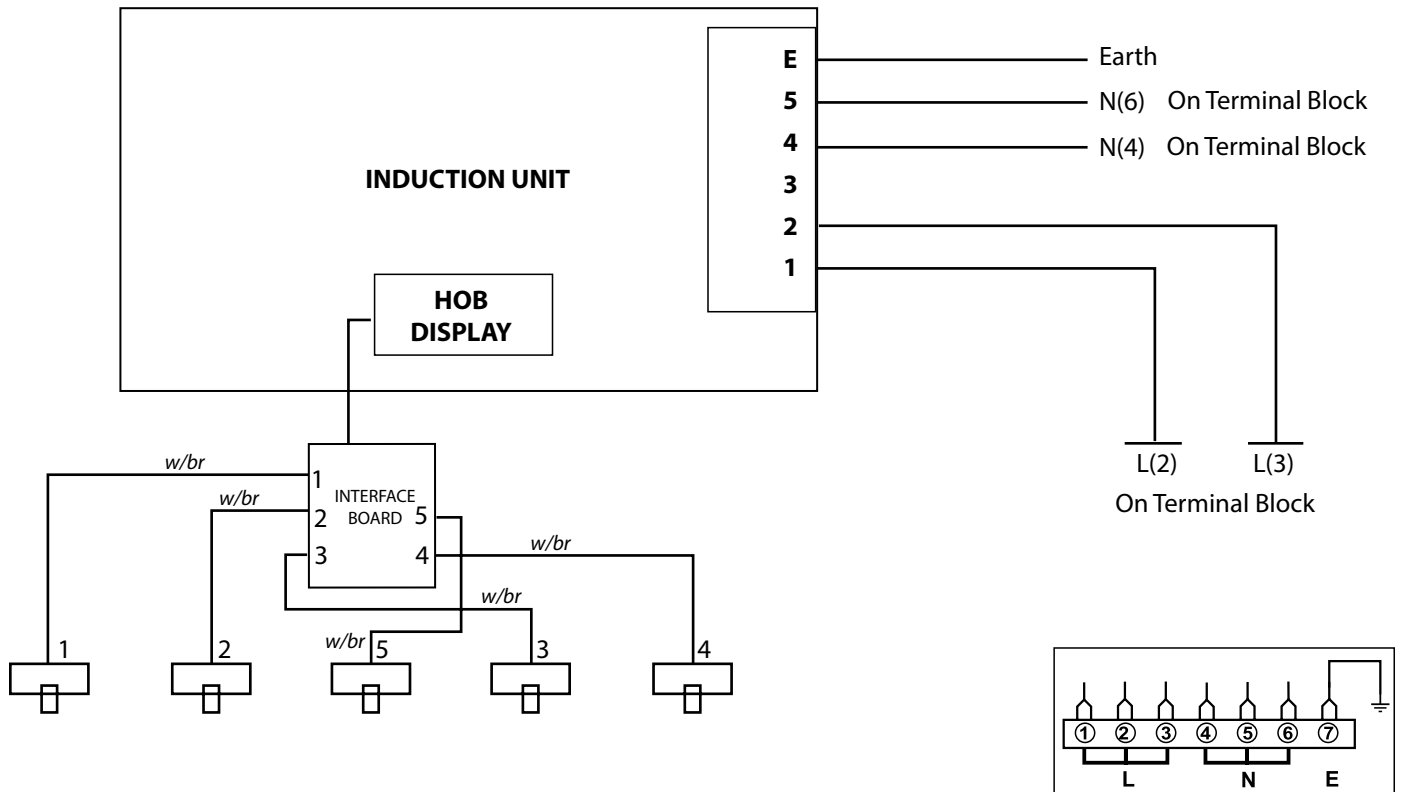 E
Earth
5
N(6) On Terminal Block
4
N(4) On Terminal Block
3
2
1
INDUCTION UNIT
HOB
DISPLAY
L(2)
L(3)
On Terminal Block
w/br
w/br
1
2
3
INTERFACE
BOARD
5
4
w/br
w/br
w/br
1
2
5
3
4
1 2 3 4 5 6 7
L N E